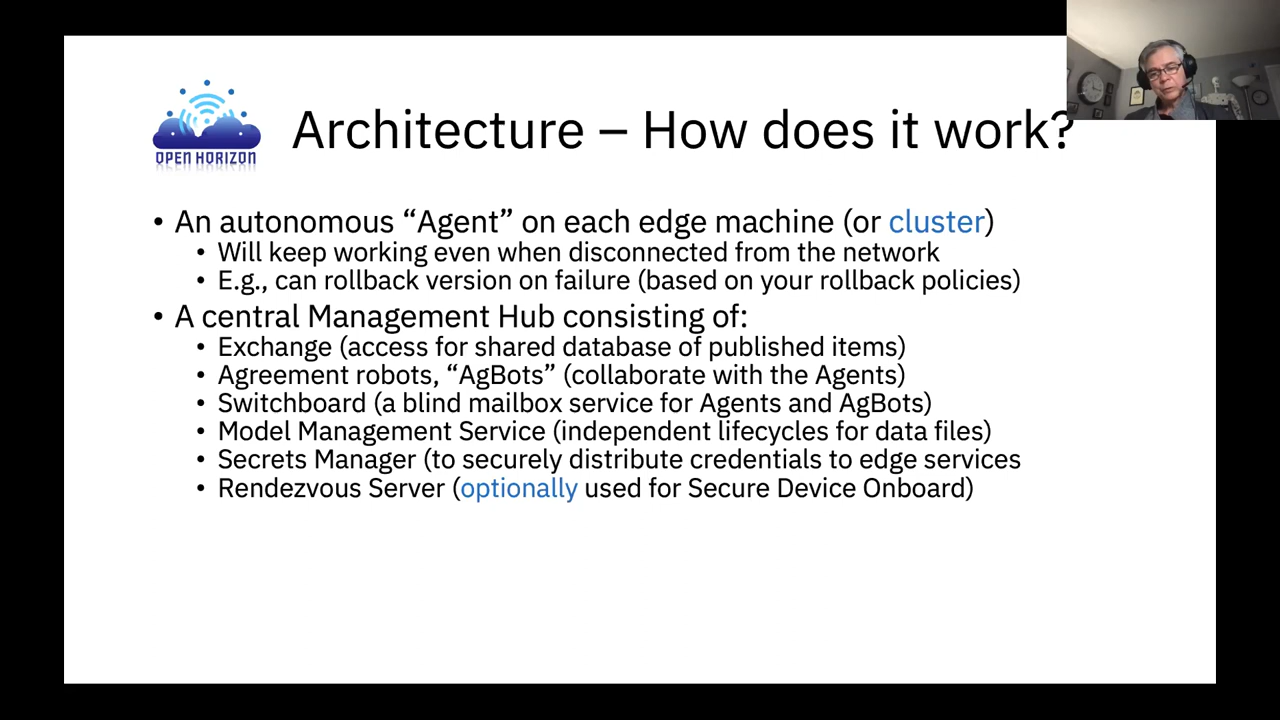 OPEN HORIZON
Architecture – How does it work?
• An autonomous “Agent” on each edge machine (or cluster)
• Will keep working even when disconnected from the network
• E.g., can rollback version on failure (based on your rollback policies)
• A central Management Hub consisting of:
• Exchange (access for shared database of published items)
• Agreement robots, “AgBots” (collaborate with the Agents)
• Switchboard (a blind mailbox service for Agents and AgBots)
• Model Management Service (independent lifecycles for data files)
• Secrets Manager (to securely distribute credentials to edge services
• Rendezvous Server (optionally used for Secure Device Onboard)